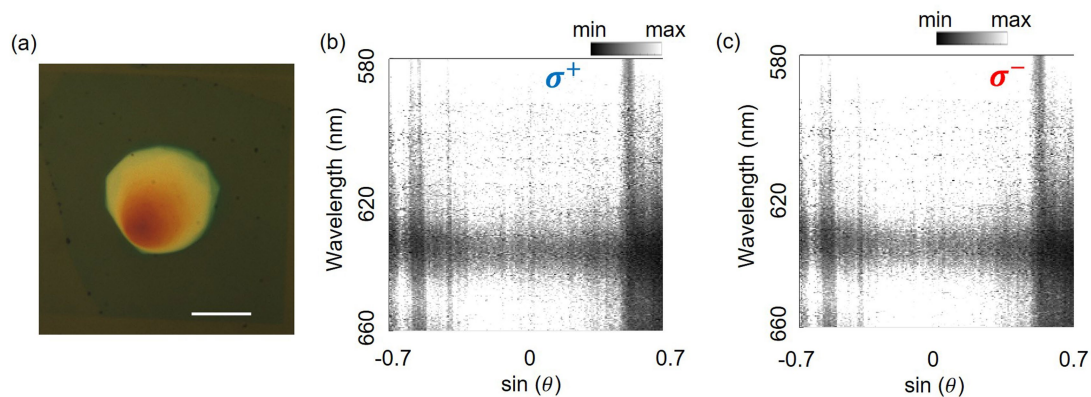 (a)
(b)
min max
σ⁺
580
620
660
Wavelength (nm)
-0.7 0 0.7
sin (θ)
(c)
min max
σ⁻
580
620
660
Wavelength (nm)
-0.7 0 0.7
sin (θ)